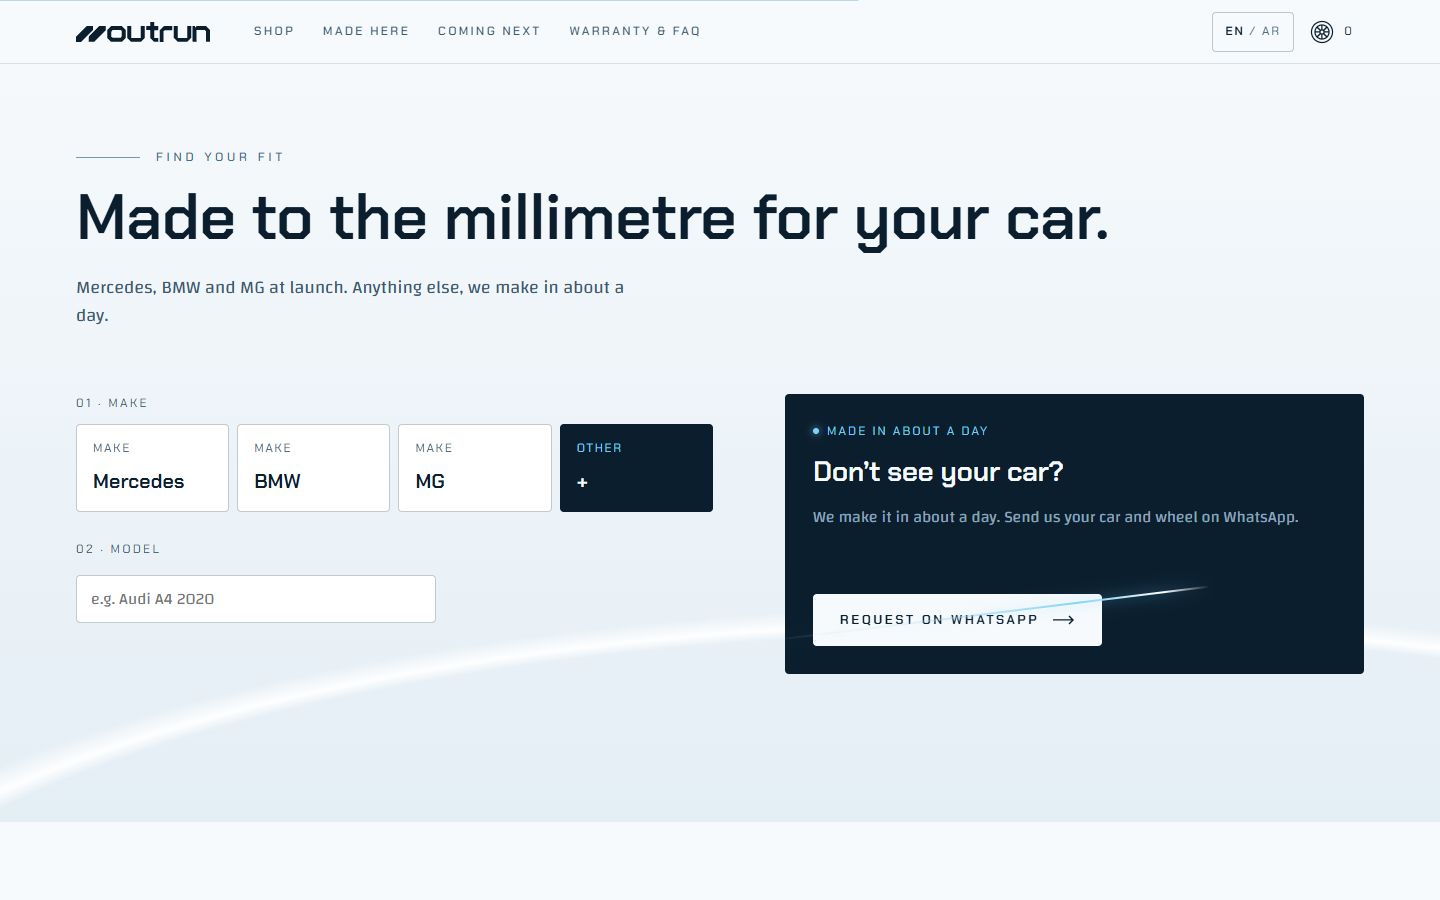 outrun
SHOP
MADE HERE
COMING NEXT
WARRANTY & FAQ
EN / AR
0
FIND YOUR FIT
Made to the millimetre for your car.
Mercedes, BMW and MG at launch. Anything else, we make in about a
day.
01 · MAKE
MAKE
Mercedes
MAKE
BMW
MAKE
MG
OTHER
+
02 · MODEL
e.g. Audi A4 2020
MADE IN ABOUT A DAY
Don’t see your car?
We make it in about a day. Send us your car and wheel on WhatsApp.
REQUEST ON WHATSAPP